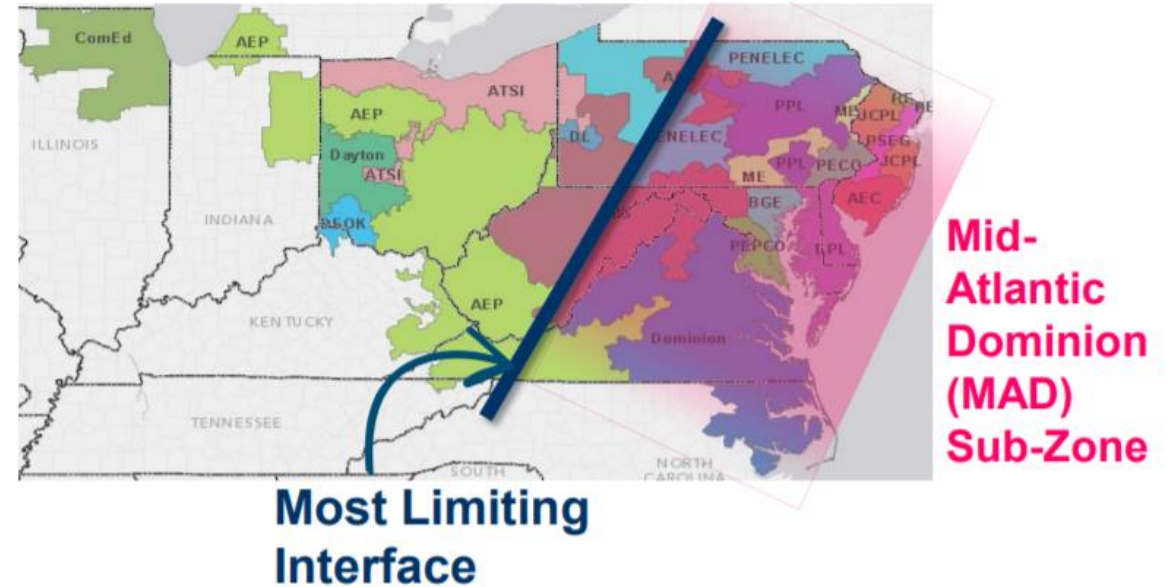 ComEd
AEP
PENELEC
ATSI
PPL
ME
RE
JCPL
AEP
DL
PENELEC
PSEG
ILLINOIS
Dayton
PPL
PECO
JCPL
ATSI
ME
BGE
AEC
INDIANA
DEOK
PEPCO
DPL
AEP
KENTUCKY
Dominion
TENNESSEE
NORTH
CAROLINA
SOUTH
Mid-
Atlantic
Dominion
(MAD)
Sub-Zone
Most Limiting
Interface